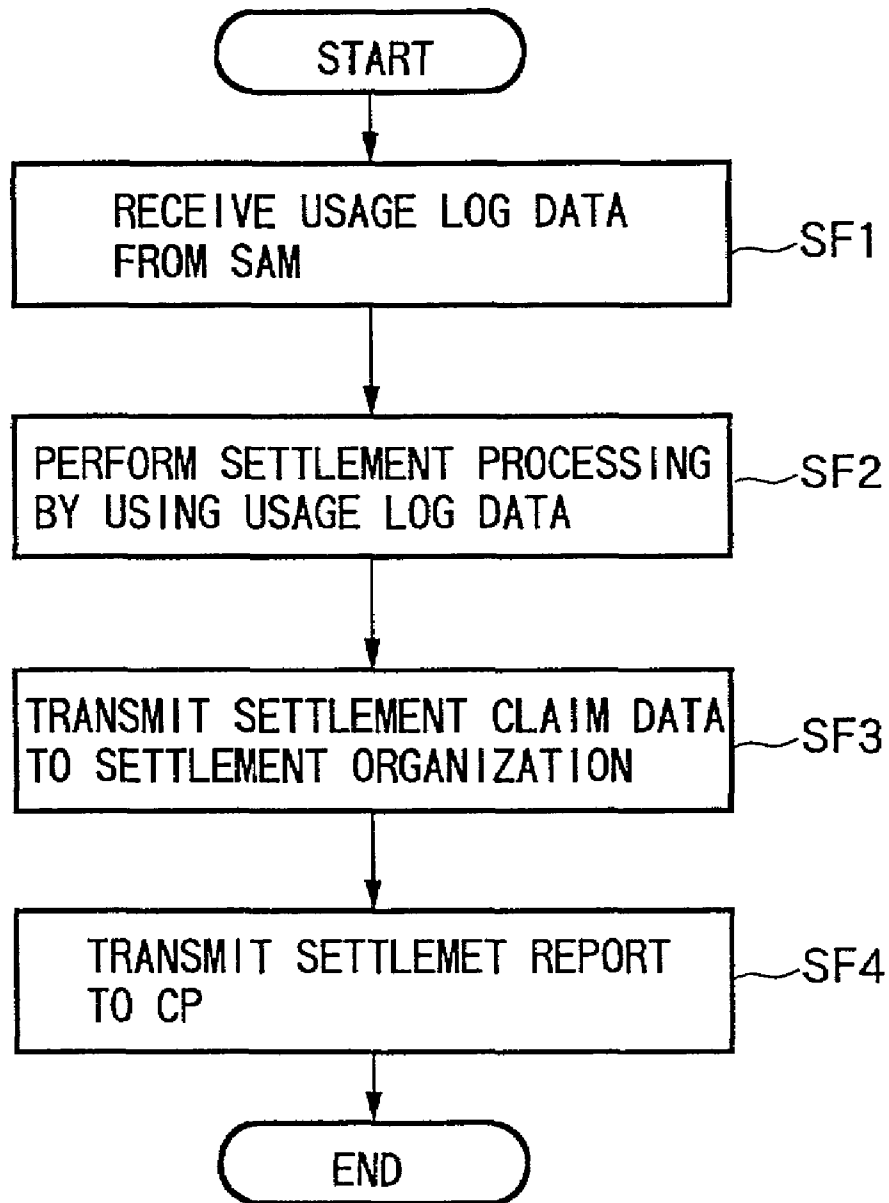 START
RECEIVE USAGE LOG DATA
FROM SAM
SF1
PERFORM SETTLEMENT PROCESSING
BY USING USAGE LOG DATA
SF2
TRANSMIT SETTLEMENT CLAIM DATA
TO SETTLEMENT ORGANIZATION
SF3
TRANSMIT SETTLEMET REPORT
TO CP
SF4
END